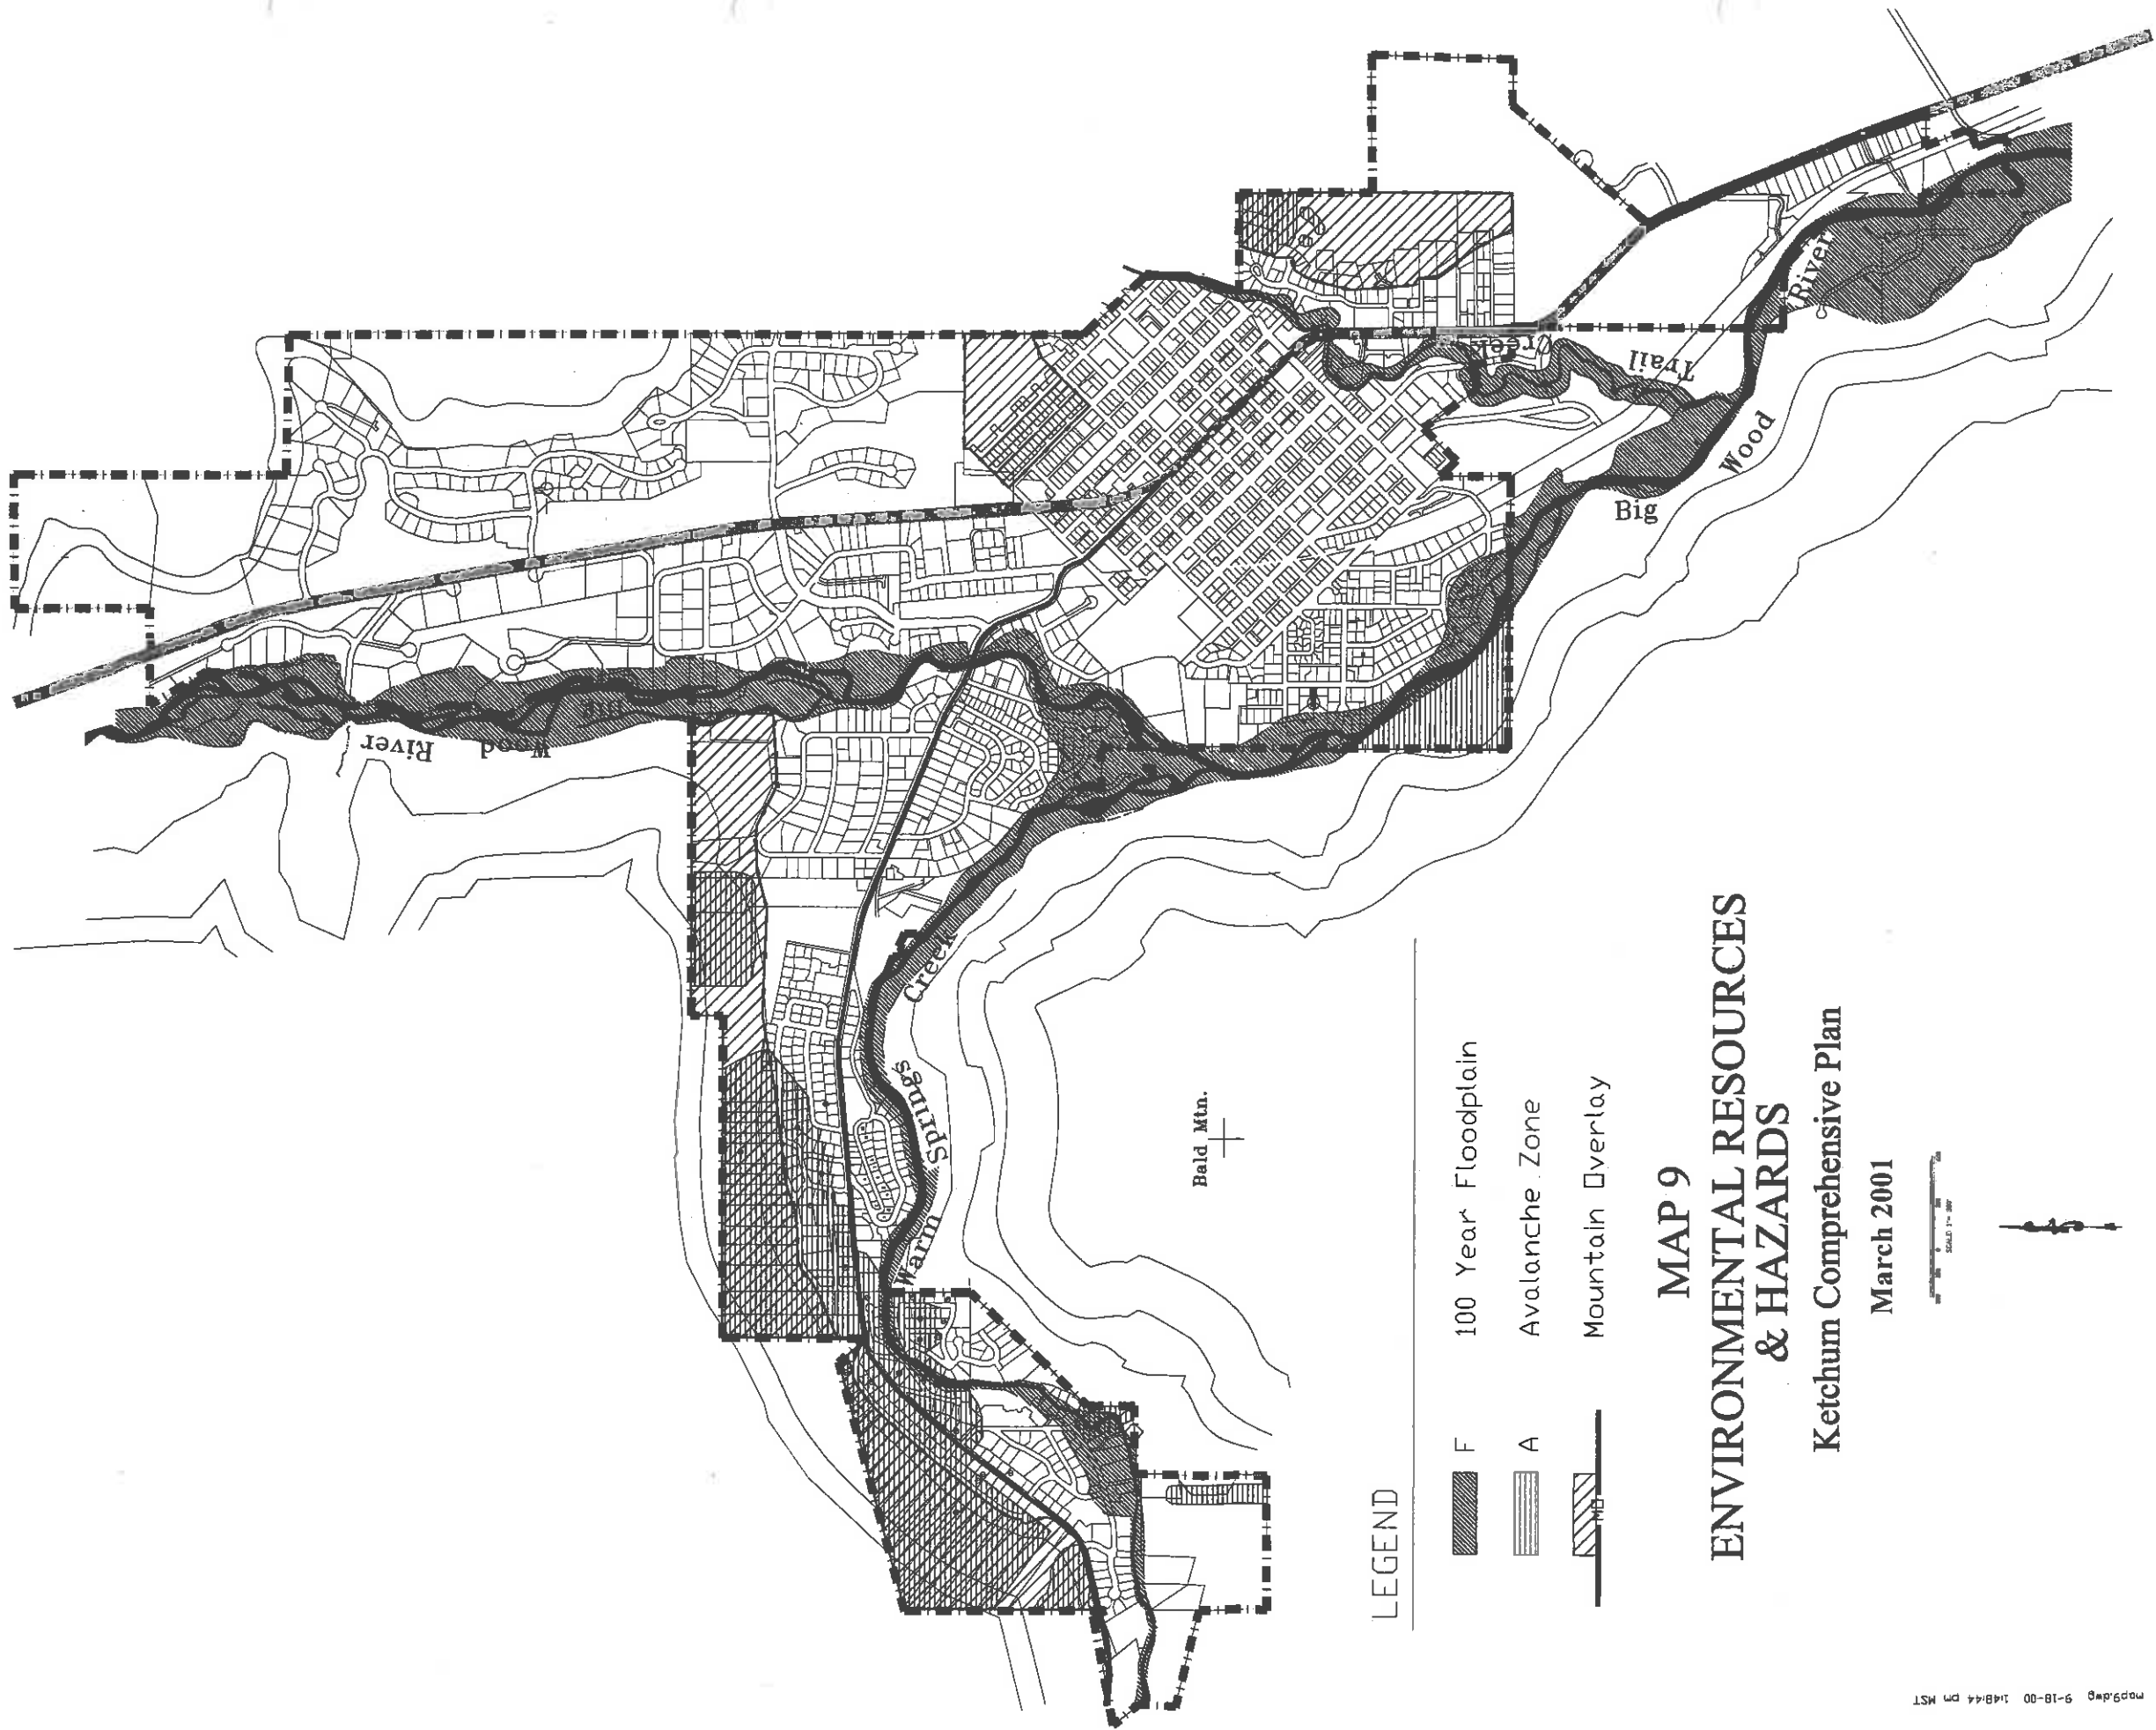 River
Wood
Big
Trail
Creek
River
Wood
Big
Creek
Springs
Warm
Bald Mtn.
LEGEND
F 100 Year Floodplain
A Avalanche Zone
MO Mountain Overlay
MAP 9
ENVIRONMENTAL RESOURCES
& HAZARDS
Ketchum Comprehensive Plan
March 2001
map9.dwg 9-18-00 1:48:44 pm MST